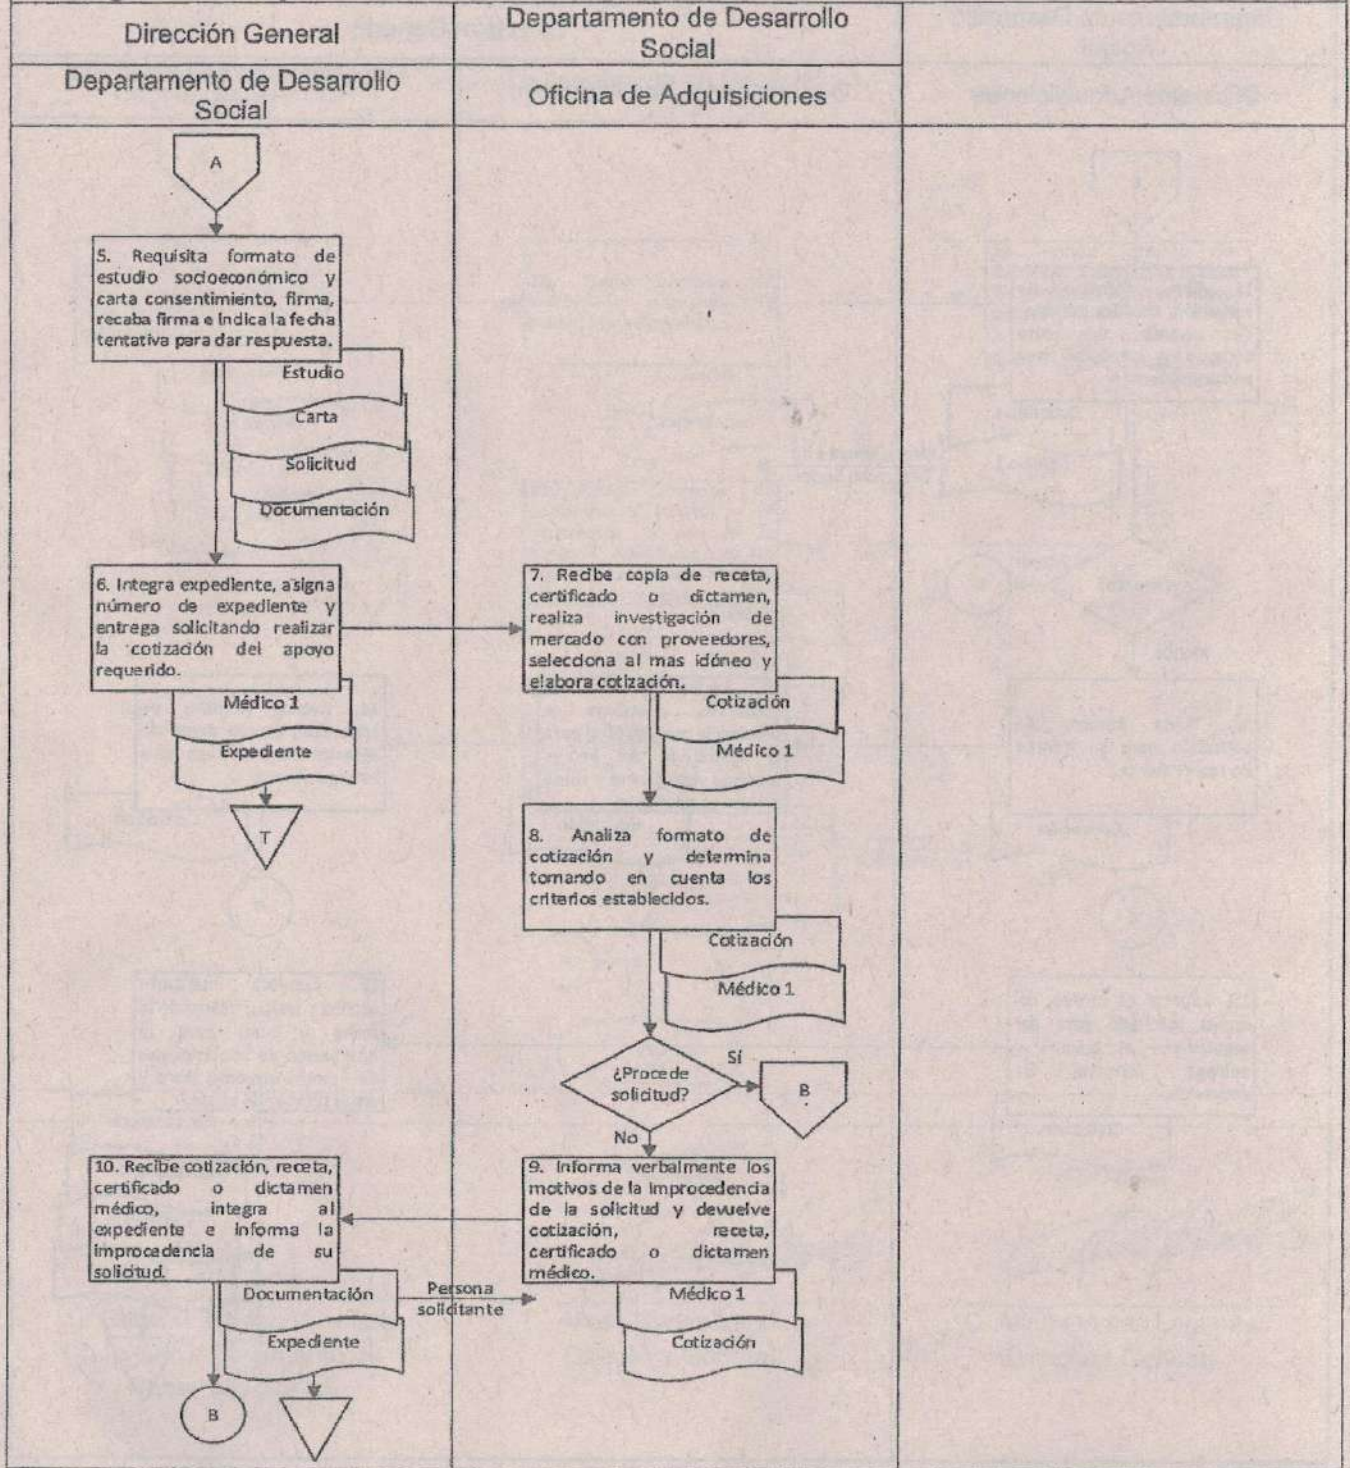 Dirección General
Departamento de Desarrollo
Social
Departamento de Desarrollo
Social
Oficina de Adquisiciones
A
5. Requisita formato de
estudio socioeconómico y
carta consentimiento, firma,
recaba firma e indica la fecha
tentativa para dar respuesta.
Estudio
Carta
Solicitud
Documentación
6. Integra expediente, asigna
número de expediente y
entrega solicitando realizar
la cotización del apoyo
requerido.
Médico 1
Expediente
T
7. Recibe copia de receta,
certificado o dictamen,
realiza investigación de
mercado con proveedores,
selecciona al mas idóneo y
elabora cotización.
Cotización
Médico 1
8. Analiza formato de
cotización y determina
tomando en cuenta los
criterios establecidos.
Cotización
Médico 1
¿Procede
solicitud?
Sí
B
No
9. Informa verbalmente los
motivos de la improcedencia
de la solicitud y devuelve
cotización, receta,
certificado o dictamen
médico.
Médico 1
Cotización
10. Recibe cotización, receta,
certificado o dictamen
médico, integra al
expediente e informa la
improcedencia de su
solicitud.
Documentación
Persona
solicitante
Expediente
B